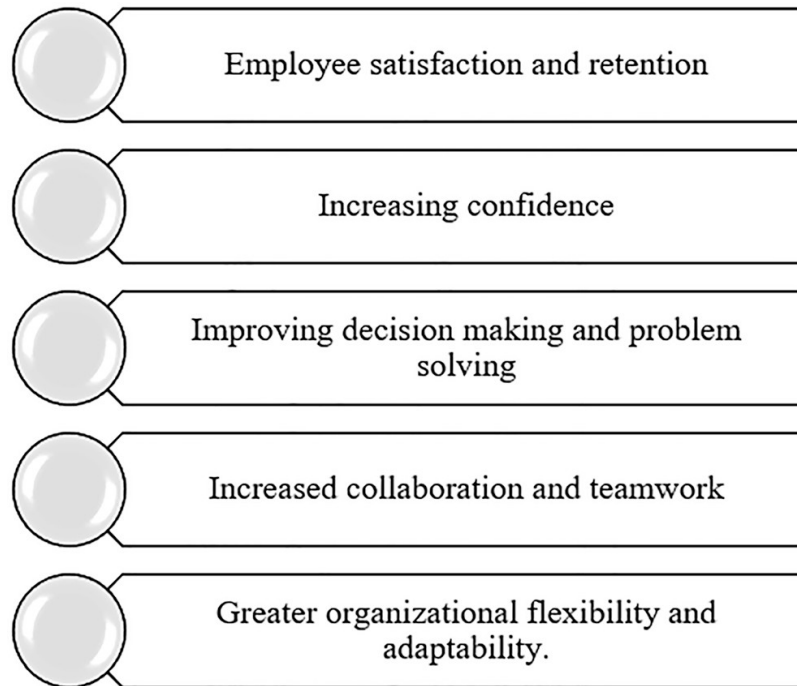 Employee satisfaction and retention
Increasing confidence
Improving decision making and problem
solving
Increased collaboration and teamwork
Greater organizational flexibility and
adaptability.